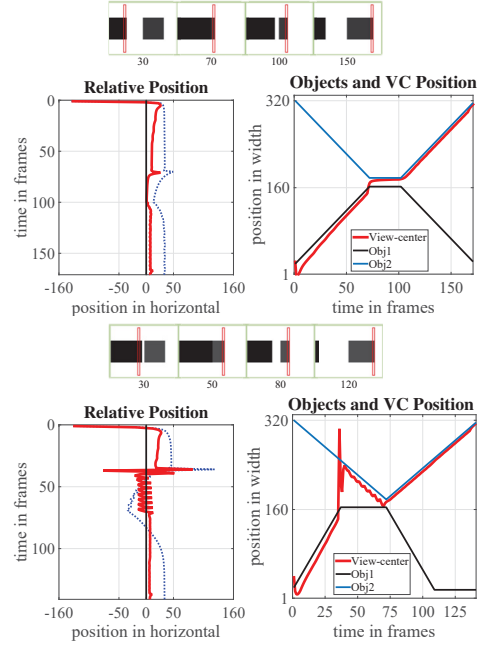 30 70 100 150
Relative Position
Objects and VC Position
0
50
100
150
time in frames
-160 -50 0 50 160
position in horizontal
320
160
1
position in width
View-center
Obj1
Obj2
0 50 100 150
time in frames
30 50 80 120
Relative Position
Objects and VC Position
0
50
100
time in frames
-160 -50 0 50 160
position in horizontal
320
160
1
position in width
View-center
Obj1
Obj2
0 25 50 75 100 125
time in frames